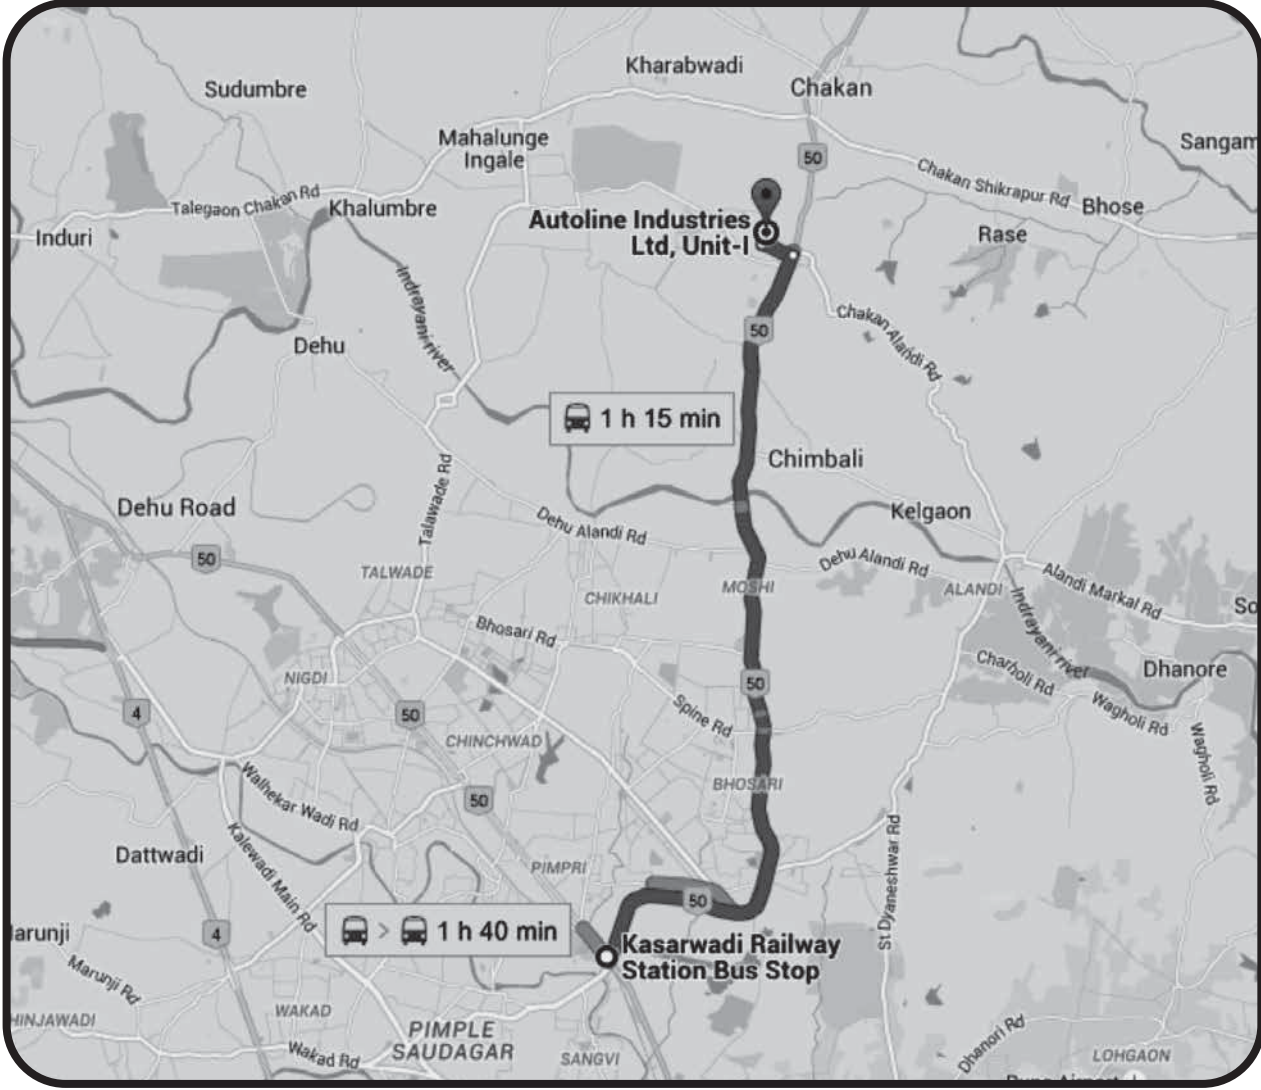 Kharabwadi
Chakan
Sudumbre
Mahalunge
Ingale
Sangam
50
Chakan Shikrapur Rd
Talegaon Chakan Rd
Khalumbre
Bhose
Autoline Industries
Ltd, Unit-I
Induri
Rase
Indrayani river
50
Chakan Alandi Rd
Dehu
1 h 15 min
Chimbali
Talawade Rd
Dehu Road
Kelgaon
Dehu Alandi Rd
50
Dehu Alandi Rd
TALWADE
MOSHI
ALANDI
Alandi Markal Rd
CHIKHALI
So
Indrayani river
Bhosari Rd
NIGDI
50
Charholi Rd
Dhanore
4
50
Spine Rd
Wagholi Rd
Wagholi Rd
CHINCHWAD
BHOSARI
Walhekar Wadi Rd
50
Kalewadi Main Rd
St Dyaneshwar Rd
Dattwadi
PIMPRI
50
4
1 h 40 min
Kasarwadi Railway
Station Bus Stop
arunji
Marunji Rd
WAKAD
HINJAWADI
PIMPLE
SAUDAGAR
Wakad Rd
SANGVI
Dhanori Rd
LOHGAON